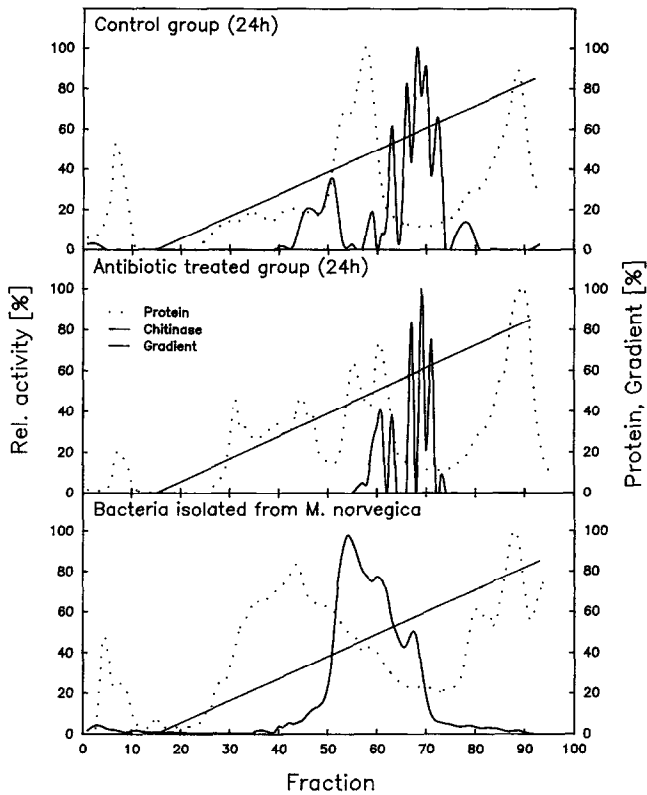 Control group (24h)
100 100
80 80
60 60
40 40
20 20
0 0
Antibiotic treated group (24h)
100 100
Protein
80 80
Chitinase
Gradient
60 60
40 40
20 20
0 0
Bacteria isolated from M. norvegica
100 100
80 80
60 60
40 40
20 20
0 0
0 10 20 30 40 50 60 70 80 90 100
Fraction
Rel. activity [%]
Protein, Gradient [%]